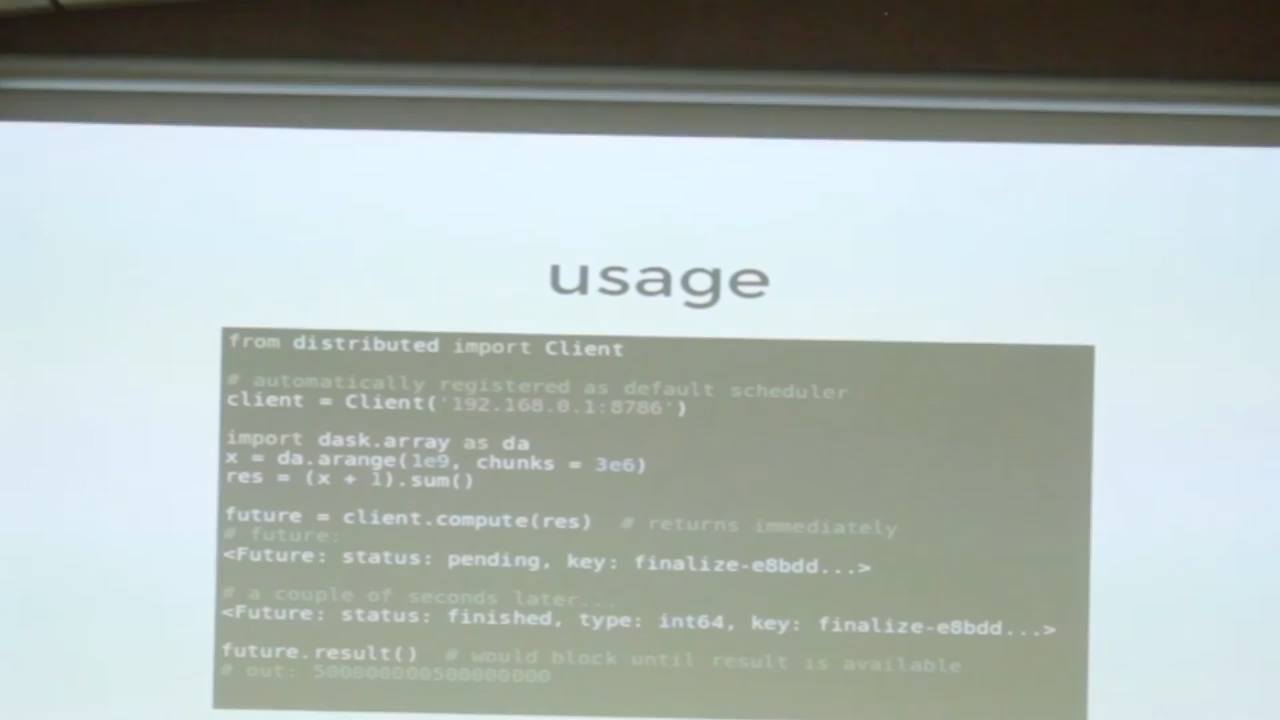 usage
from distributed import Client
# automatically registered as default scheduler
client = Client('192.168.0.1:8786')
import dask.array as da
x = da.arange(1e9, chunks = 3e6)
res = (x + 1).sum()
future = client.compute(res)  # returns immediately
# future:
<Future: status: pending, key: finalize-e8bdd...>
# a couple of seconds later...
<Future: status: finished, type: int64, key: finalize-e8bdd...>
future.result()  # would block until result is available
# out: 500000000500000000